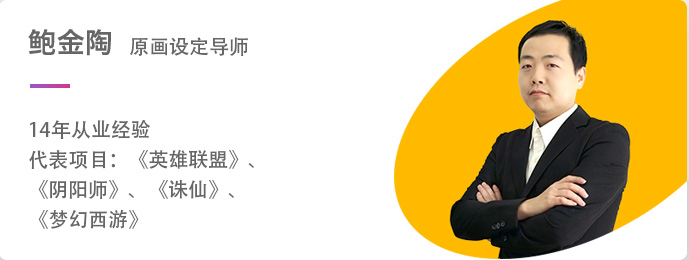 鲍金陶 原画设定导师
14年从业经验
代表项目：《英雄联盟》、
《阴阳师》、《诛仙》、
《梦幻西游》